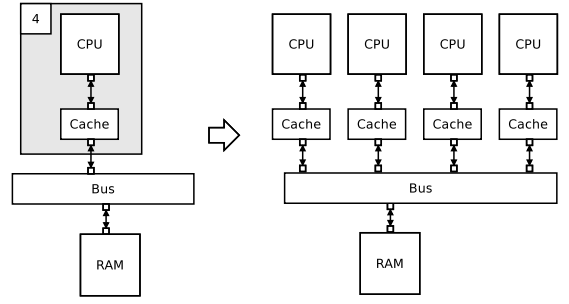 4
CPU
Cache
Bus
RAM
CPU CPU CPU CPU
Cache Cache Cache Cache
Bus
RAM